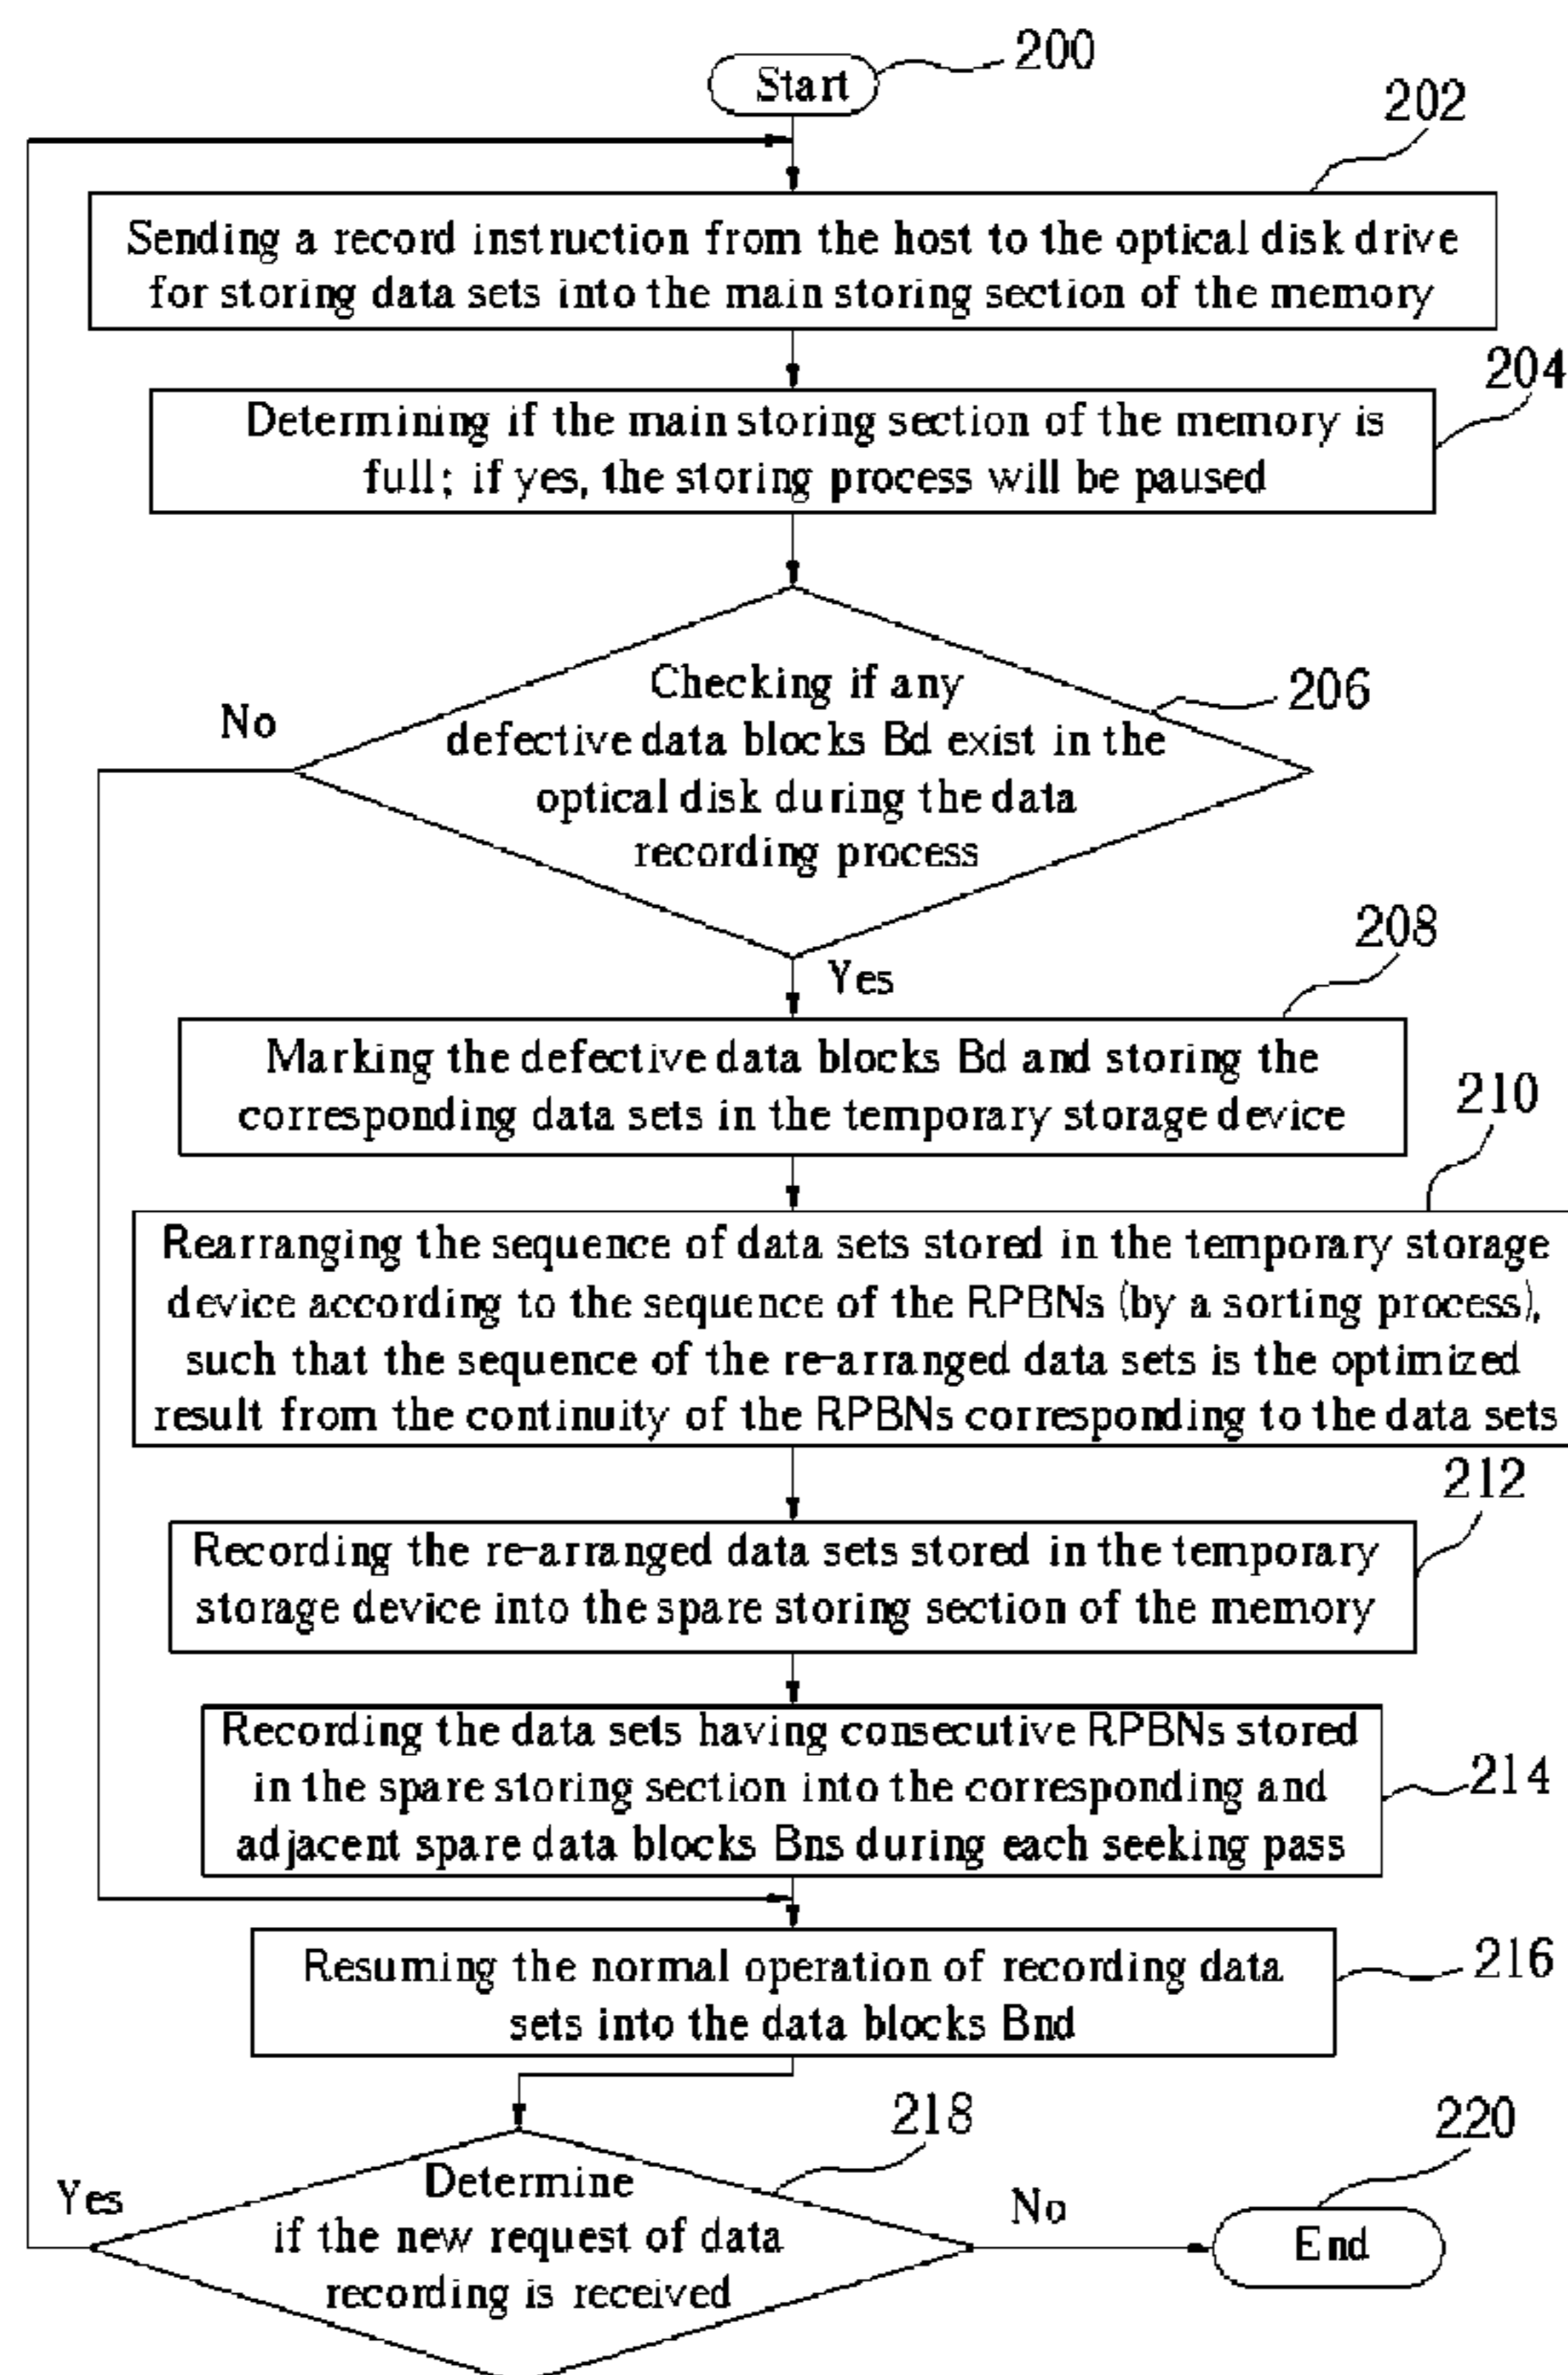 Start
200
202
Sending a record instruction from the host to the optical disk drive
for storing data sets into the main storing section of the memory
204
Determining if the main storing section of the memory is
full; if yes, the storing process will be paused
Checking if any
defective data blocks Bd exist in the
optical disk during the data
recording process
206
No
Yes
208
Marking the defective data blocks Bd and storing the
corresponding data sets in the temporary storage device
210
Rearranging the sequence of data sets stored in the temporary storage
device according to the sequence of the RPBNs (by a sorting process),
such that the sequence of the re-arranged data sets is the optimized
result from the continuity of the RPBNs corresponding to the data sets
212
Recording the re-arranged data sets stored in the temporary
storage device into the spare storing section of the memory
Recording the data sets having consecutive RPBNs stored
in the spare storing section into the corresponding and
adjacent spare data blocks Bns during each seeking pass
214
Resuming the normal operation of recording data
sets into the data blocks Bnd
216
218
Determine
if the new request of data
recording is received
Yes
No
220
End